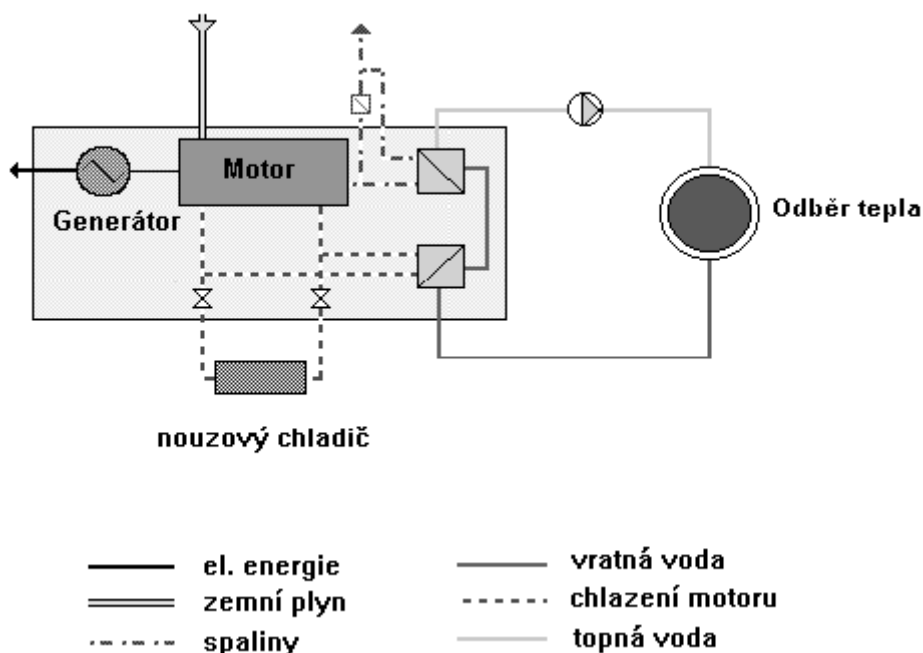 Motor
Generátor
Odběr tepla
nouzový chladič
el. energie
vratná voda
zemní plyn
chlazení motoru
spaliny
topná voda